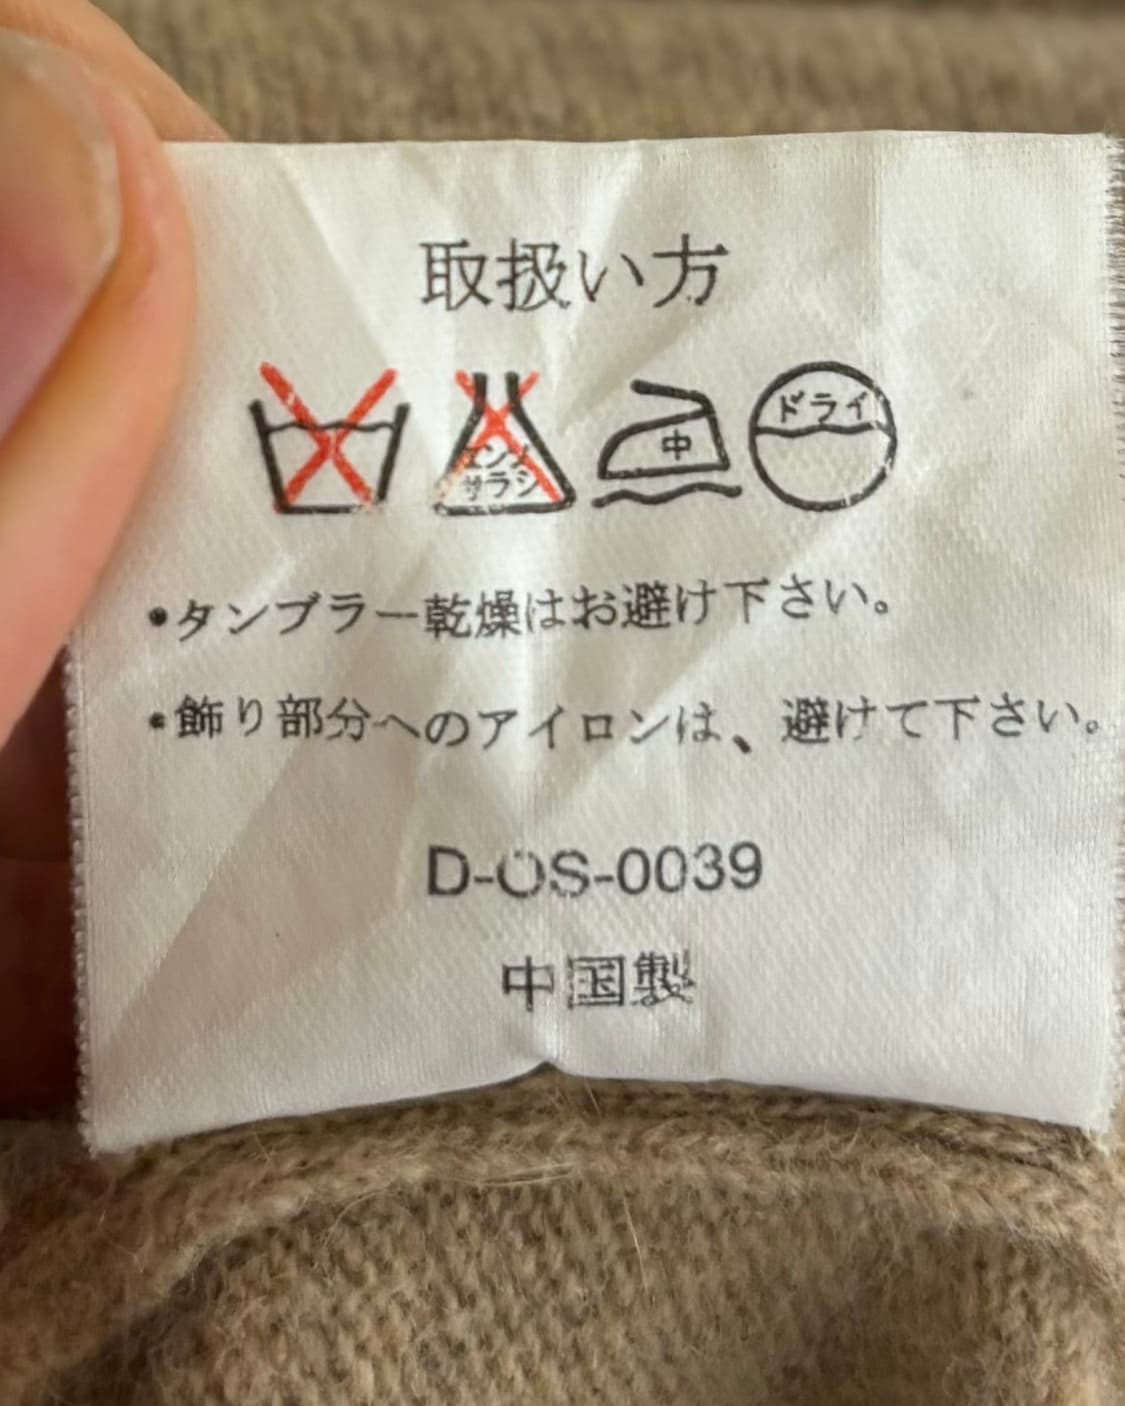 取扱い方
エンソ サラシ 中 ドライ
•タンブラー乾燥はお避け下さい。
•飾り部分へのアイロンは、避けて下さい。
D-OS-0039
中国製